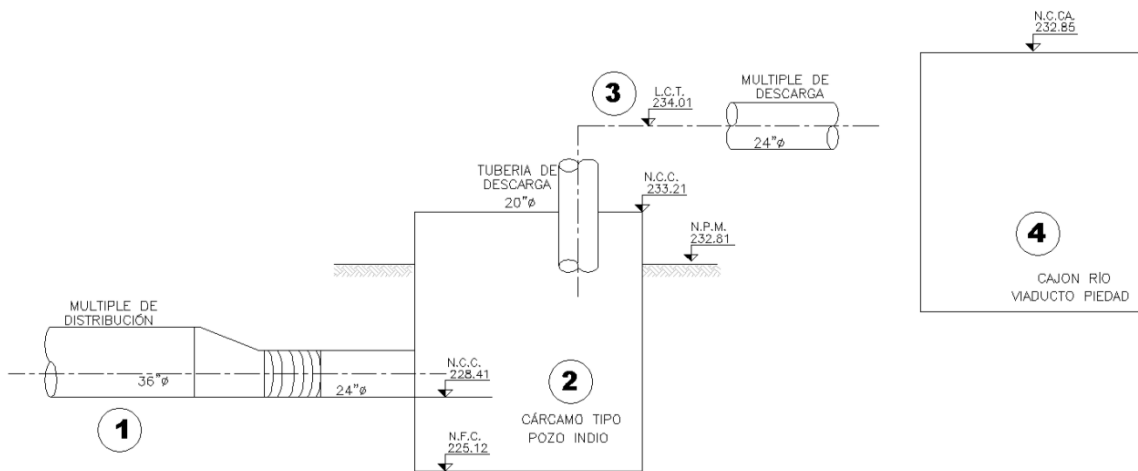 N.C.CA.
232.85
3
L.C.T.
234.01
MULTIPLE DE
DESCARGA
24"ø
TUBERIA DE
DESCARGA
20"ø
N.C.C.
233.21
N.P.M.
232.81
4
CAJON RÍO
VIADUCTO PIEDAD
MULTIPLE DE
DISTRIBUCIÓN
36"ø
24"ø
1
N.C.C.
228.41
2
CÁRCAMO TIPO
POZO INDIO
N.F.C.
225.12